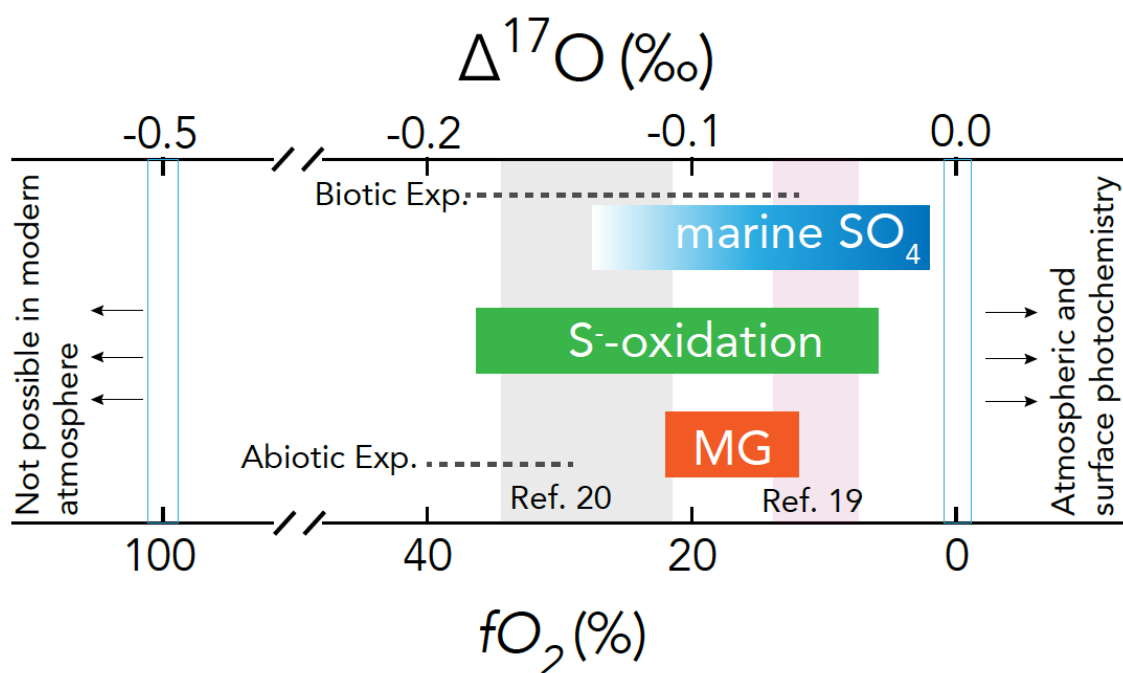 Δ17O (‰)
-0.5 -0.2 -0.1 0.0
Not possible in modern
atmosphere
Biotic Exp.
marine SO4
S⁻-oxidation
MG
Abiotic Exp.
Ref. 20
Ref. 19
Atmospheric and
surface photochemistry
100 40 20 0
fO2 (%)